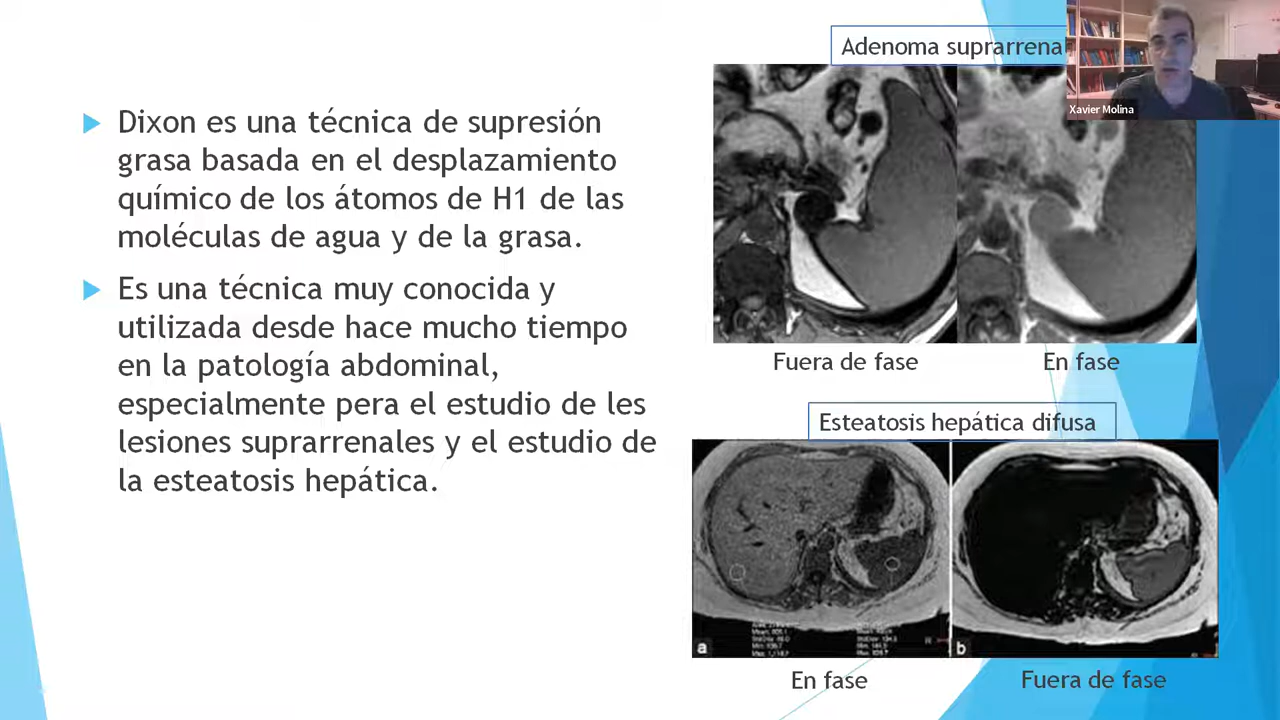 Dixon es una técnica de supresión
grasa basada en el desplazamiento
químico de los átomos de H1 de las
moléculas de agua y de la grasa.
Es una técnica muy conocida y
utilizada desde hace mucho tiempo
en la patología abdominal,
especialmente pera el estudio de les
lesiones suprarrenales y el estudio de
la esteatosis hepática.
Adenoma suprarrena
Xavier Molina
Fuera de fase
En fase
Esteatosis hepática difusa
a
b
En fase
Fuera de fase